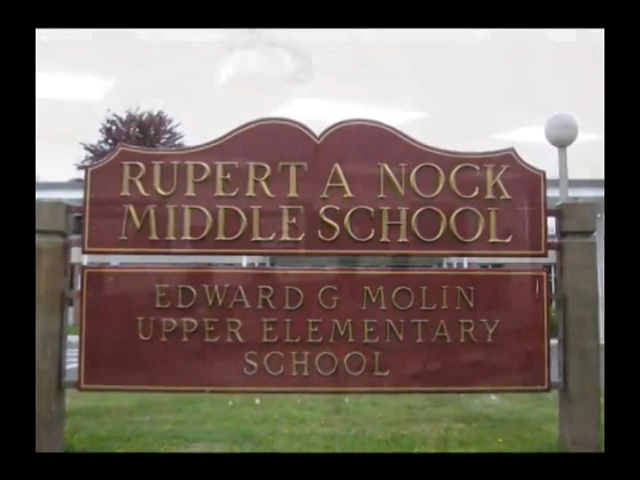 RUPERT A NOCK
MIDDLE SCHOOL
EDWARD G MOLIN
UPPER ELEMENTARY
SCHOOL